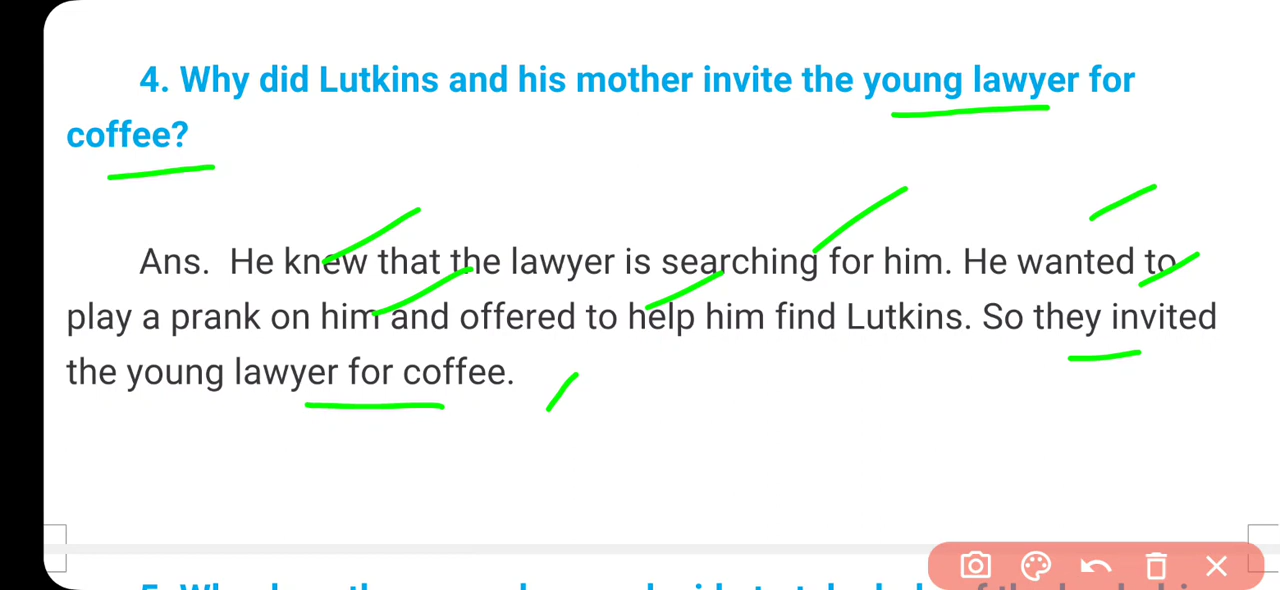 4. Why did Lutkins and his mother invite the young lawyer for
coffee?
Ans. He knew that the lawyer is searching for him. He wanted to
play a prank on him and offered to help him find Lutkins. So they invited
the young lawyer for coffee.